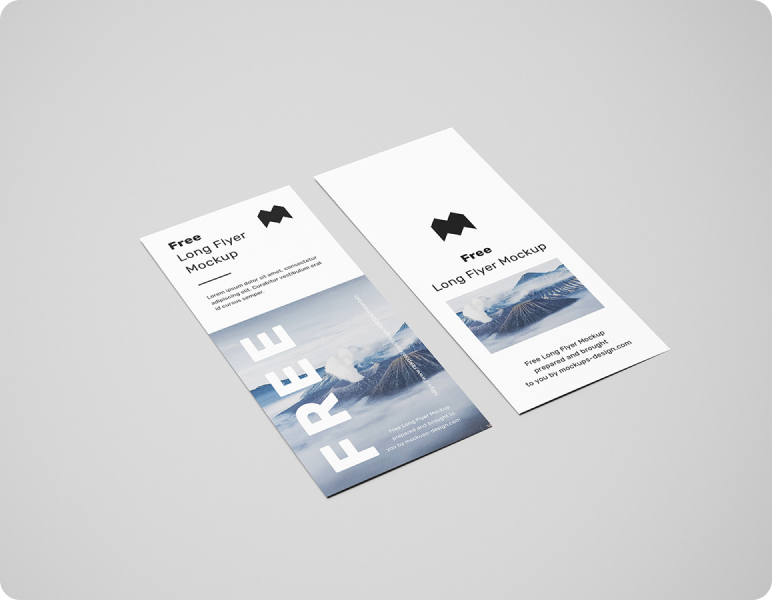 Free
Long Flyer
Mockup
Lorem ipsum dolor sit amet, consectetur
adipiscing elit. Curabitur vestibulum erat
id cursus semper.
FREE
Free Long Flyer Mockup
prepared and brought to
you by mockups-design.com
Free
Long Flyer Mockup
Free Long Flyer Mockup
prepared and brought
to you by mockups-design.com